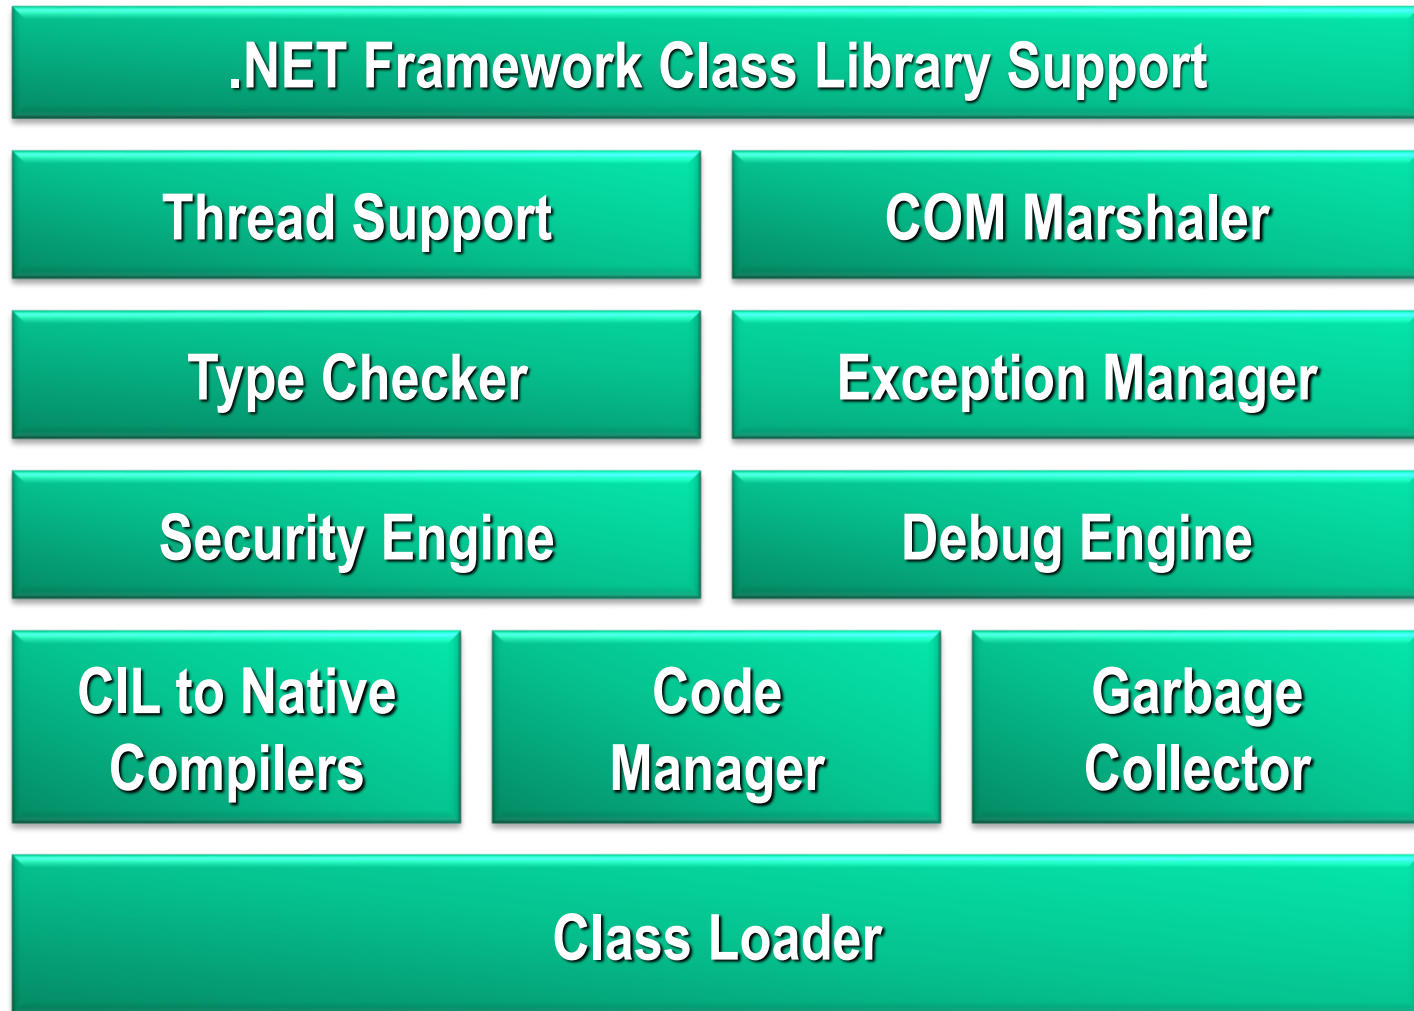 .NET Framework Class Library Support
Thread Support
COM Marshaler
Type Checker
Exception Manager
Security Engine
Debug Engine
CIL to Native
Compilers
Code
Manager
Garbage
Collector
Class Loader